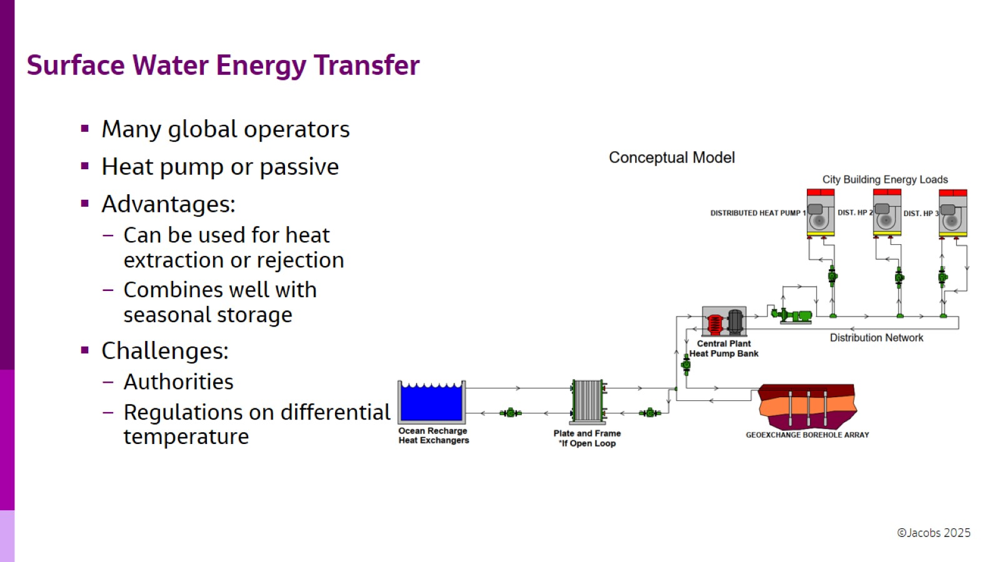 Surface Water Energy Transfer
▪ Many global operators
▪ Heat pump or passive
▪ Advantages:
– Can be used for heat
extraction or rejection
– Combines well with
seasonal storage
▪ Challenges:
– Authorities
– Regulations on differential
temperature
Conceptual Model
City Building Energy Loads
DISTRIBUTED HEAT PUMP 1
DIST. HP 2
DIST. HP 3
Central Plant
Heat Pump Bank
Distribution Network
Ocean Recharge
Heat Exchangers
Plate and Frame
*If Open Loop
GEOEXCHANGE BOREHOLE ARRAY
©Jacobs 2025